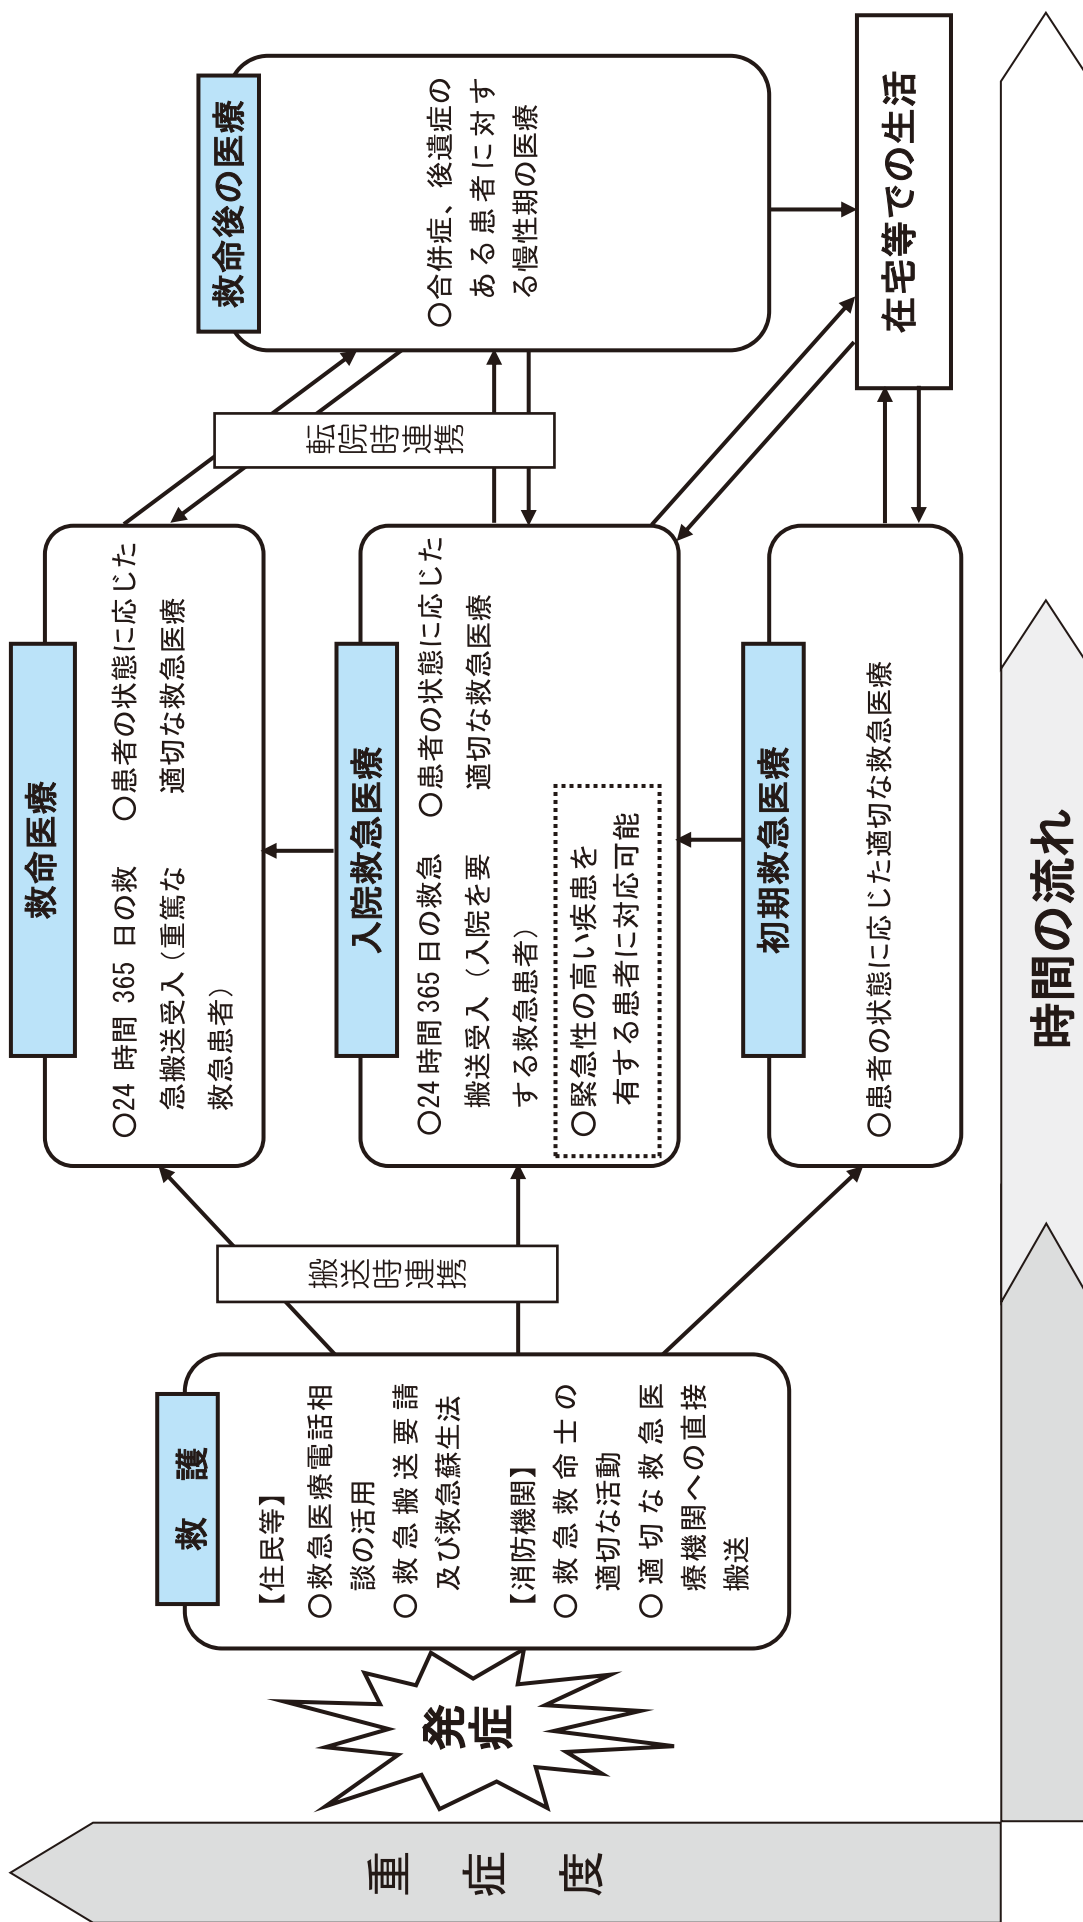 重症度
発
症
救護
【住民等】
○救急医療電話相
談の活用
○救急搬送要請
及び救急蘇生法
【消防機関】
○救急救命士の
適切な活動
○適切な救急医
療機関への直接
搬送
搬送時連携
救命医療
○24時間365日の救
急搬送受入（重篤な
救急患者）
○患者の状態に応じた
適切な救急医療
入院救急医療
○24時間365日の救急
搬送受入（入院を要
する救急患者）
○患者の状態に応じた
適切な救急医療
○緊急性の高い疾患を
有する患者に対応可能
初期救急医療
○患者の状態に応じた適切な救急医療
転院時連携
救命後の医療
○合併症、後遺症の
ある患者に対す
る慢性期の医療
在宅等での生活
時間の流れ